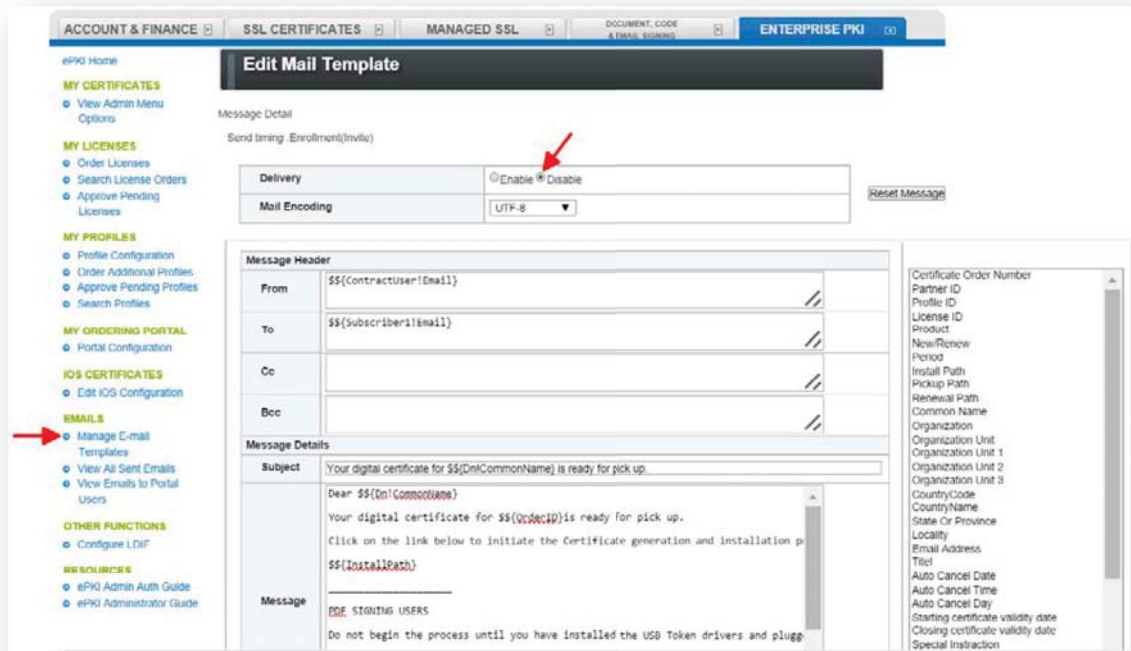 ACCOUNT & FINANCE
SSL CERTIFICATES
MANAGED SSL
DOCUMENT, CODE
& EMAIL SIGNING
ENTERPRISE PKI
ePKI Home
MY CERTIFICATES
View Admin Menu
Options
MY LICENSES
Order Licenses
Search License Orders
Approve Pending
Licenses
MY PROFILES
Profile Configuration
Order Additional Profiles
Approve Pending Profiles
Search Profiles
MY ORDERING PORTAL
Portal Configuration
IOS CERTIFICATES
Edit iOS Configuration
EMAILS
Manage E-mail
Templates
View All Sent Emails
View Emails to Portal
Users
OTHER FUNCTIONS
Configure LDIF
RESOURCES
ePKI Admin Auth Guide
ePKI Administrator Guide
Edit Mail Template
Message Detail
Send timing .Enrollment(Invite)
Delivery Enable Disable
Mail Encoding UTF-8
Reset Message
Message Header
From $${ContractUser!Email}
To $${Subscriber1!Email}
Cc
Bcc
Message Details
Subject Your digital certificate for $${Dn!CommonName} is ready for pick up.
Message
Dear $${Dn!CommonName}
Your digital certificate for $${OrderID}is ready for pick up.
Click on the link below to initiate the Certificate generation and installation p
$${InstallPath}
____________________
PDF SIGNING USERS
Do not begin the process until you have installed the USB Token drivers and plugg
Certificate Order Number
Partner ID
Profile ID
License ID
Product
New/Renew
Period
Install Path
Pickup Path
Renewal Path
Common Name
Organization
Organization Unit
Organization Unit 1
Organization Unit 2
Organization Unit 3
CountryCode
CountryName
State Or Province
Locality
Email Address
Titel
Auto Cancel Date
Auto Cancel Time
Auto Cancel Day
Starting certificate validity date
Closing certificate validity date
Special Instraction